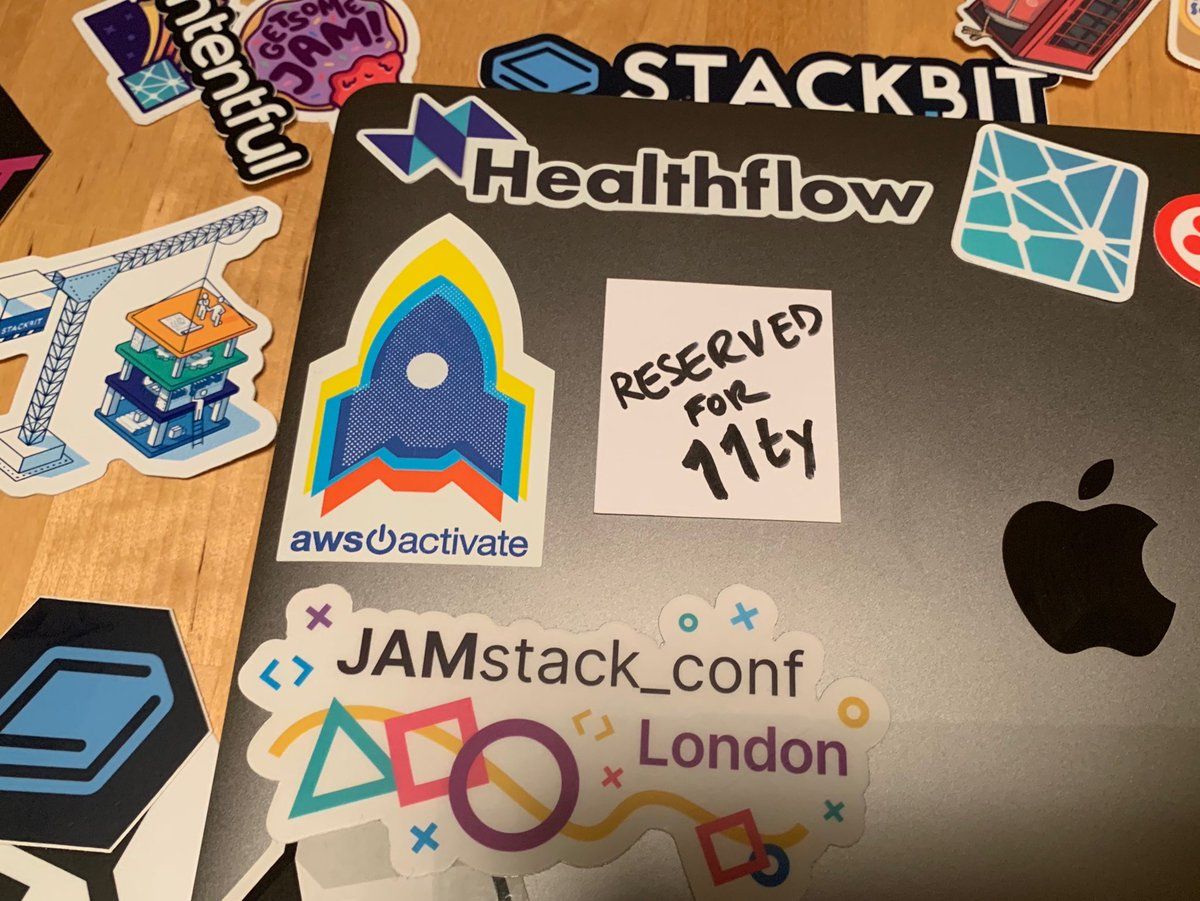 GET SOME
JAM!
ntentful
STACKBIT
Healthflow
STACKBIT
RESERVED
FOR
11ty
aws activate
JAMstack_conf
London